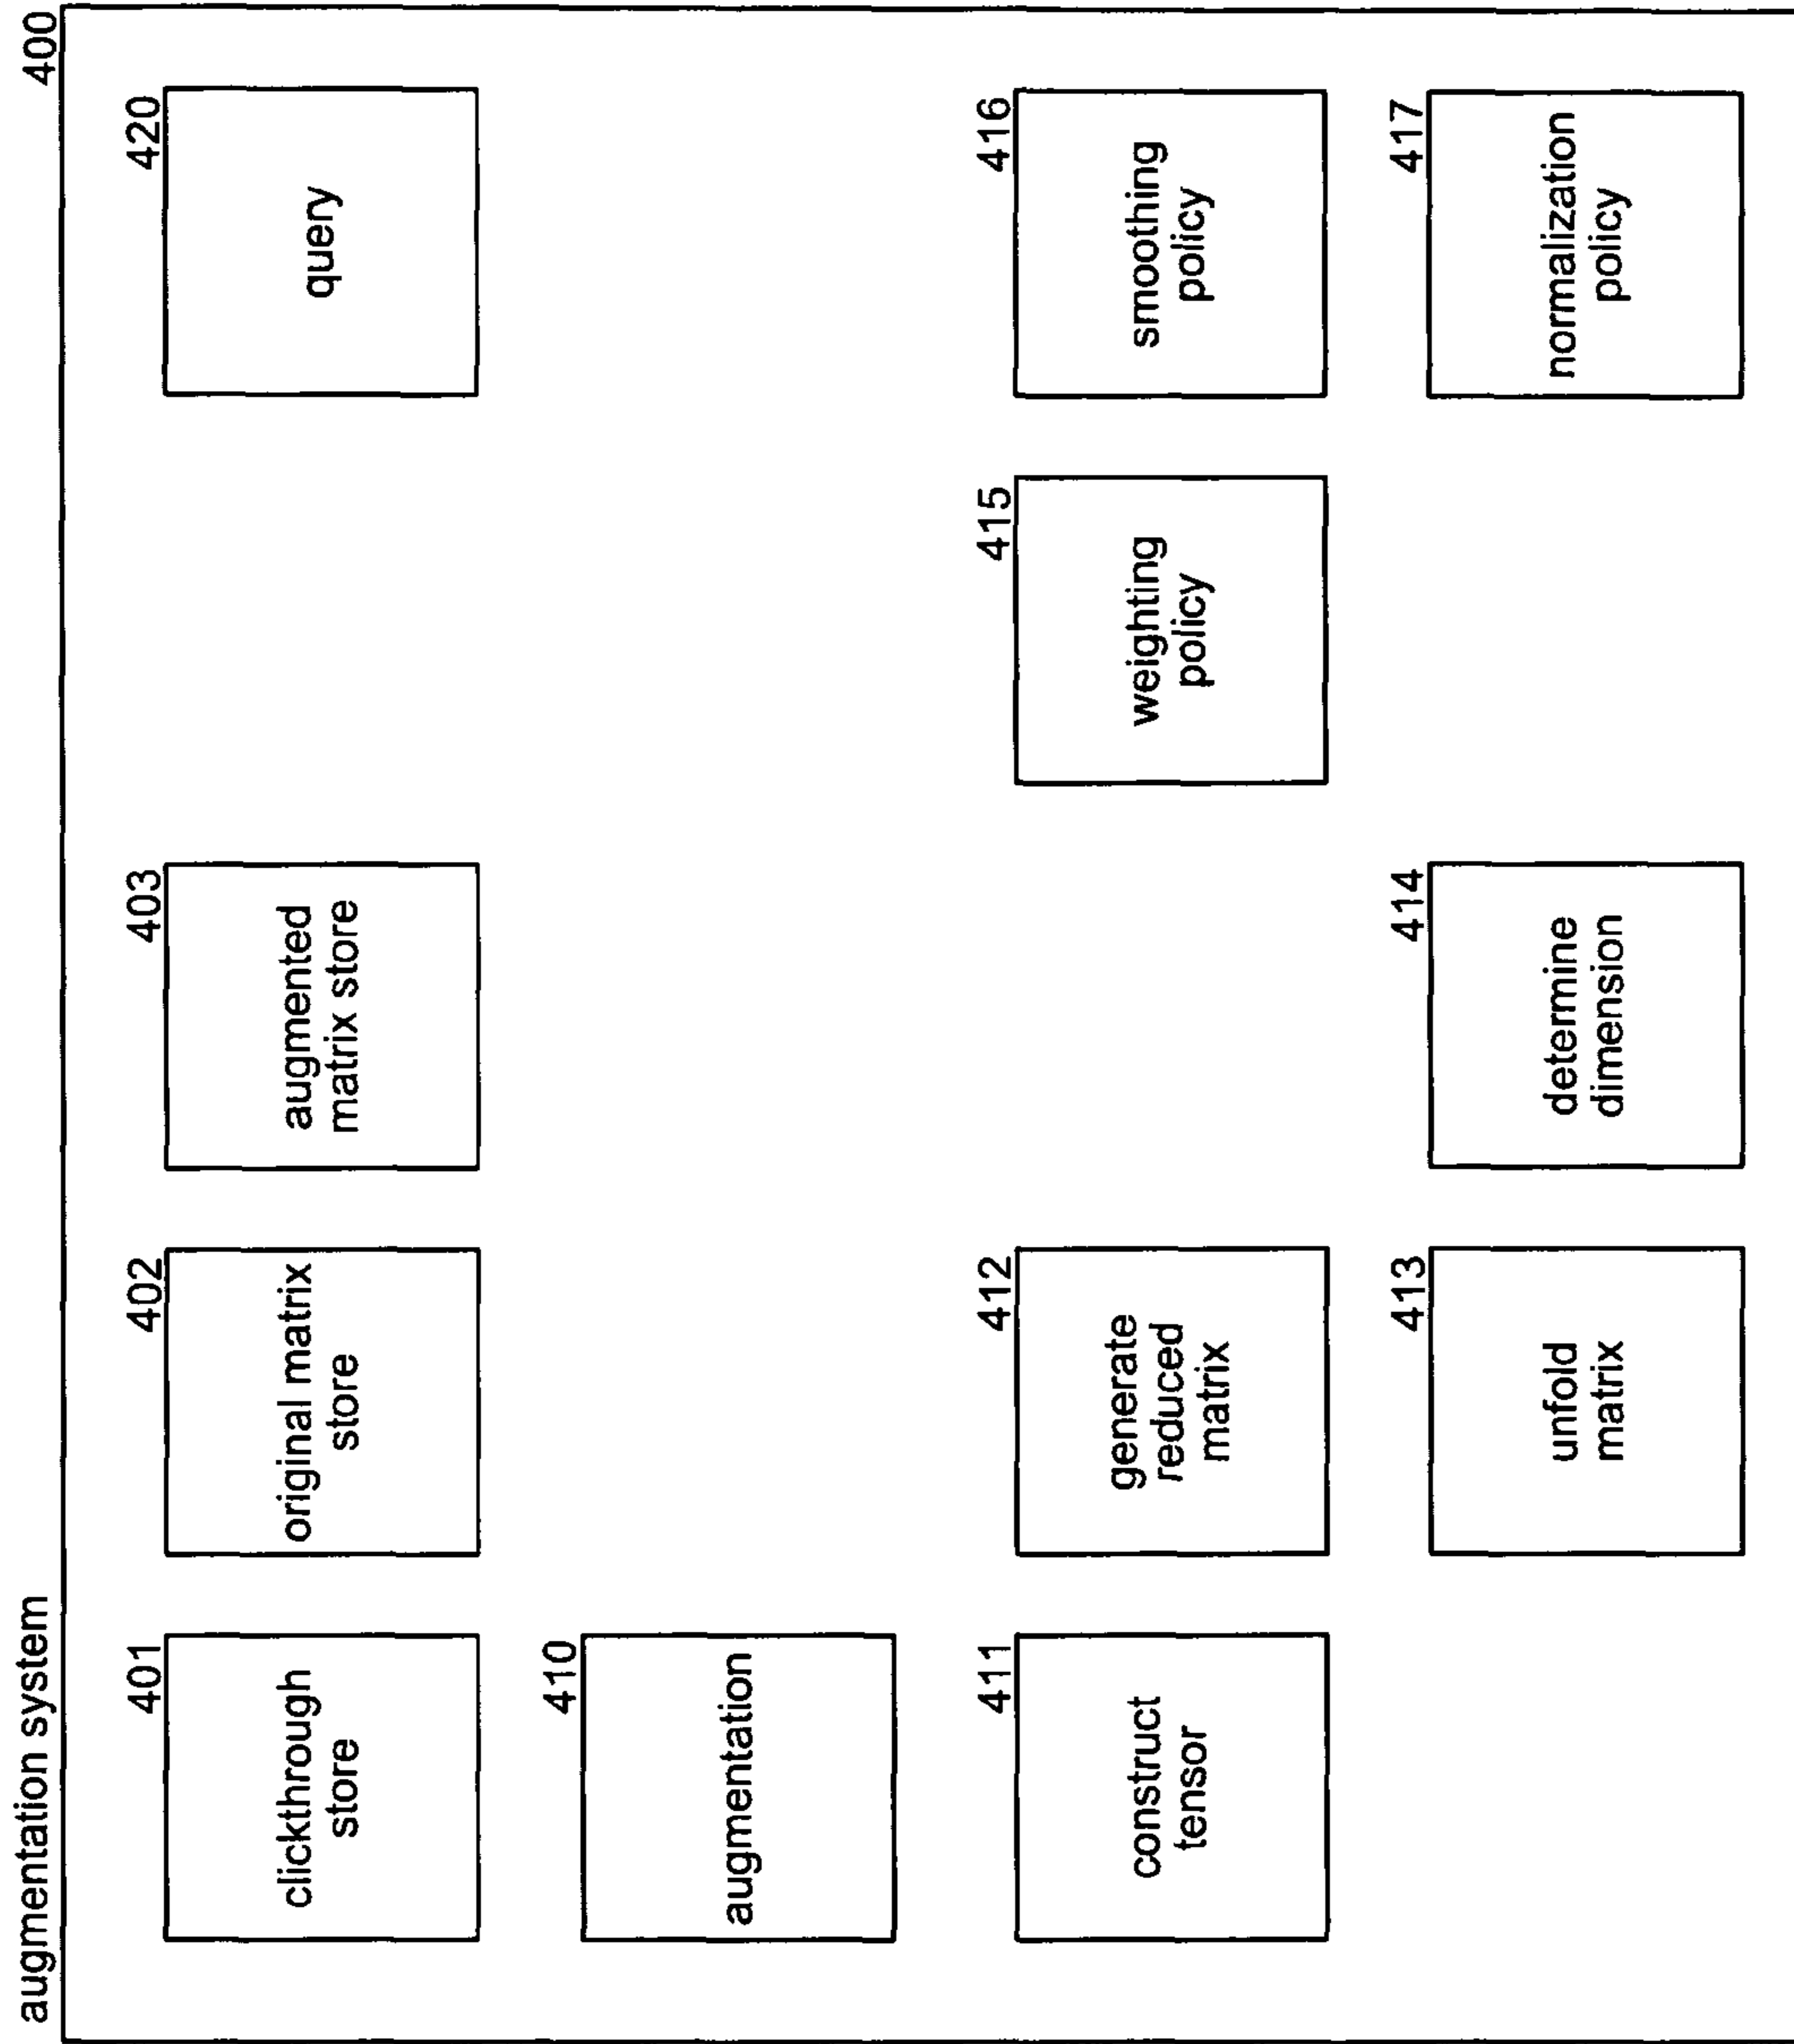 augmentation system
400
401
clickthrough
store
402
original matrix
store
403
augmented
matrix store
420
query
410
augmentation
411
construct
tensor
412
generate
reduced
matrix
415
weighting
policy
416
smoothing
policy
413
unfold
matrix
414
determine
dimension
417
normalization
policy